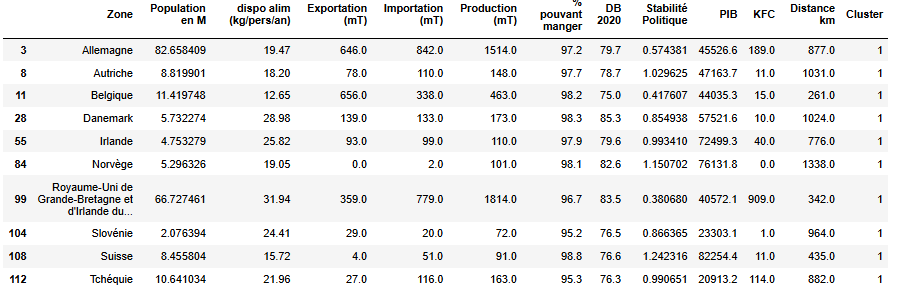 Zone Population en M dispo alim (kg/pers/an) Exportation (mT) Importation (mT) Production (mT) % pouvant manger DB 2020 Stabilité Politique PIB KFC Distance km Cluster
3 Allemagne 82.658409 19.47 646.0 842.0 1514.0 97.2 79.7 0.574381 45526.6 189.0 877.0 1
8 Autriche 8.819901 18.20 78.0 110.0 148.0 97.7 78.7 1.029625 47163.7 11.0 1031.0 1
11 Belgique 11.419748 12.65 656.0 338.0 463.0 98.2 75.0 0.417607 44035.3 15.0 261.0 1
28 Danemark 5.732274 28.98 139.0 133.0 173.0 98.3 85.3 0.854938 57521.6 10.0 1024.0 1
55 Irlande 4.753279 25.82 93.0 99.0 110.0 97.9 79.6 0.993410 72499.3 40.0 776.0 1
84 Norvège 5.296326 19.05 0.0 2.0 101.0 98.1 82.6 1.150702 76131.8 0.0 1338.0 1
99 Royaume-Uni de Grande-Bretagne et d'Irlande du... 66.727461 31.94 359.0 779.0 1814.0 96.7 83.5 0.380680 40572.1 909.0 342.0 1
104 Slovénie 2.076394 24.41 29.0 20.0 72.0 95.2 76.5 0.866365 23303.1 1.0 964.0 1
108 Suisse 8.455804 15.72 4.0 51.0 91.0 98.8 76.6 1.242316 82254.4 11.0 435.0 1
112 Tchéquie 10.641034 21.96 27.0 116.0 163.0 95.3 76.3 0.990651 20913.2 114.0 882.0 1